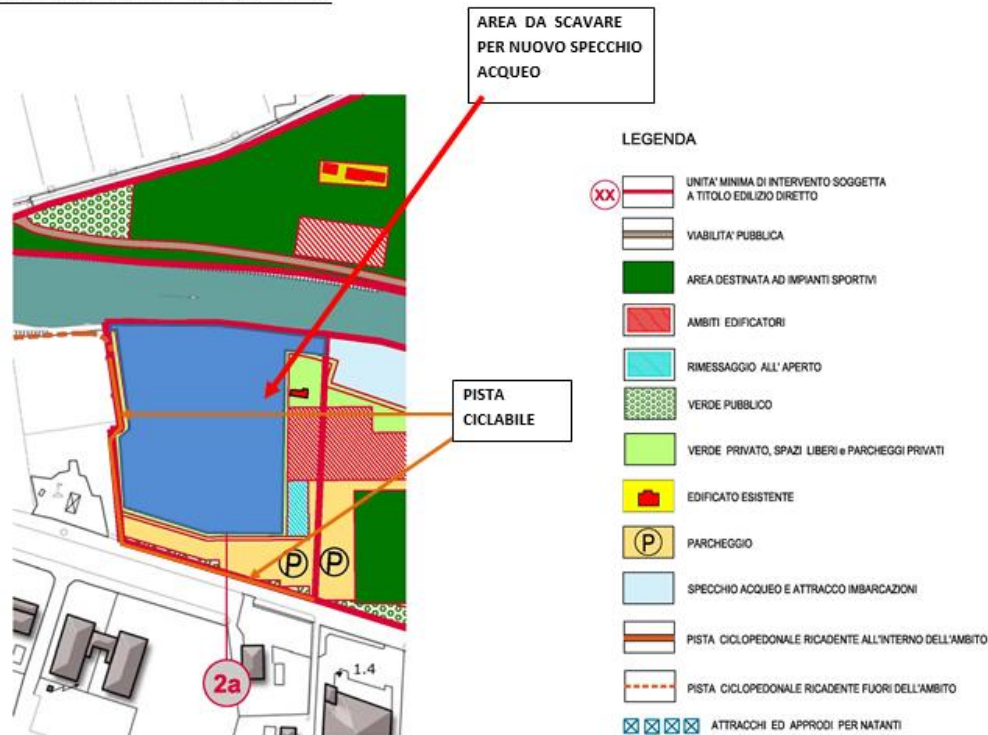 AREA DA SCAVARE
PER NUOVO SPECCHIO
ACQUEO
PISTA
CICLABILE
P
P
2a
1.4
LEGENDA
XX
UNITA' MINIMA DI INTERVENTO SOGGETTA
A TITOLO EDILIZIO DIRETTO
VIABILITA' PUBBLICA
AREA DESTINATA AD IMPIANTI SPORTIVI
AMBITI EDIFICATORI
RIMESSAGGIO ALL' APERTO
VERDE PUBBLICO
VERDE PRIVATO, SPAZI LIBERI e PARCHEGGI PRIVATI
EDIFICATO ESISTENTE
P
PARCHEGGIO
SPECCHIO ACQUEO E ATTRACCO IMBARCAZIONI
PISTA CICLOPEDONALE RICADENTE ALL'INTERNO DELL'AMBITO
PISTA CICLOPEDONALE RICADENTE FUORI DELL'AMBITO
ATTRACCHI ED APPRODI PER NATANTI